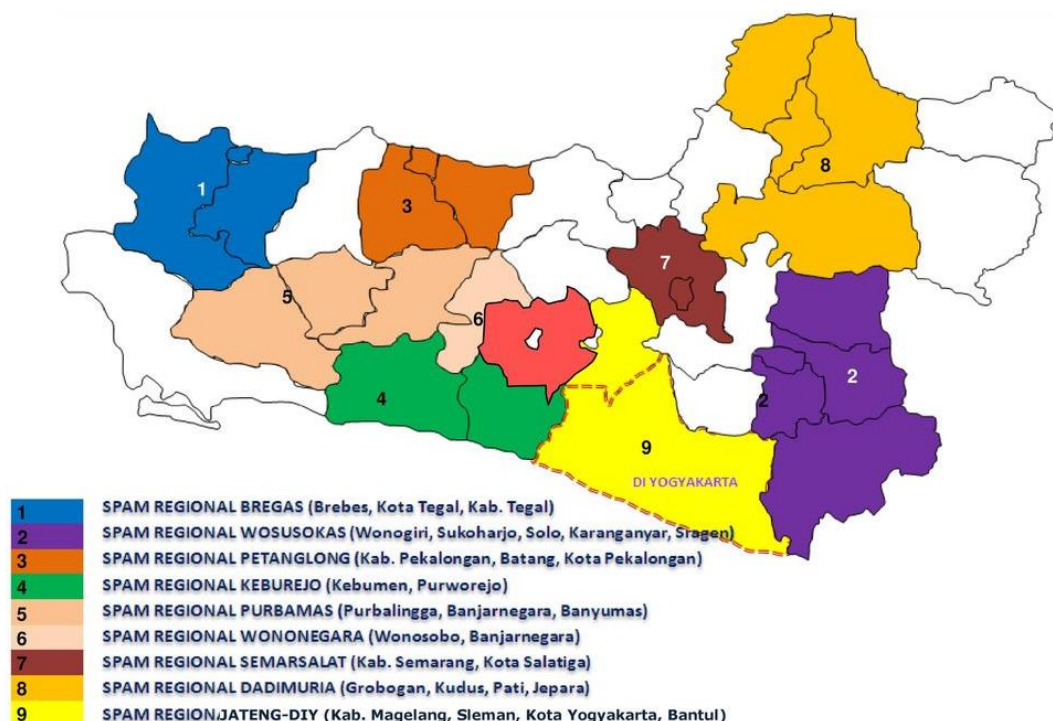 8
1
3
7
5
6
2
4
2
9
DI YOGYAKARTA
1 SPAM REGIONAL BREGAS (Brebes, Kota Tegal, Kab. Tegal)
2 SPAM REGIONAL WOSUSOKAS (Wonogiri, Sukoharjo, Solo, Karanganyar, Sragen)
3 SPAM REGIONAL PETANGLONG (Kab. Pekalongan, Batang, Kota Pekalongan)
4 SPAM REGIONAL KEBUREJO (Kebumen, Purworejo)
5 SPAM REGIONAL PURBAMAS (Purbalingga, Banjarnegara, Banyumas)
6 SPAM REGIONAL WONONEGARA (Wonosobo, Banjarnegara)
7 SPAM REGIONAL SEMARSALAT (Kab. Semarang, Kota Salatiga)
8 SPAM REGIONAL DADIMURIA (Grobogan, Kudus, Pati, Jepara)
9 SPAM REGIONAJATENG-DIY (Kab. Magelang, Sleman, Kota Yogyakarta, Bantul)